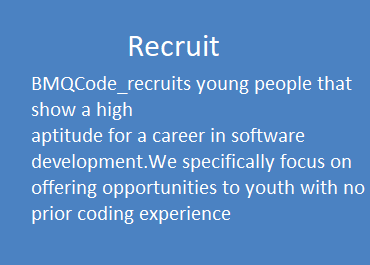 Recruit
BMQCode_recruits young people that
show a high
aptitude for a career in software
development.We specifically focus on
offering opportunities to youth with no
prior coding experience